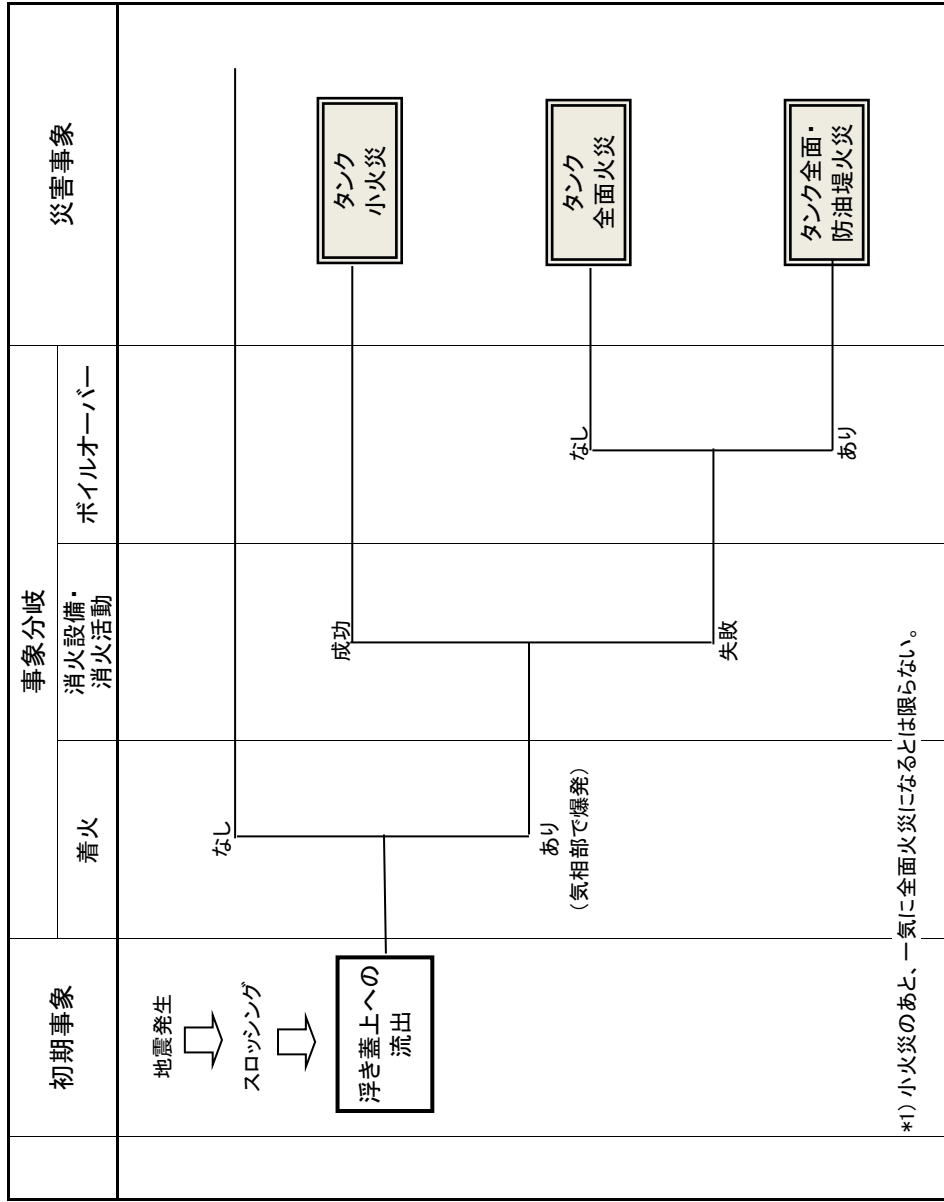 初期事象
事象分岐
災害事象
着火
消火設備・
消火活動
ボイルオーバー
地震発生
スロッシング
浮き蓋上への
流出
なし
あり
（気相部で爆発）
成功
失敗
なし
あり
タンク
小火災
タンク
全面火災
タンク全面・
防油堤火災
*1）小火災のあと、一気に全面火災になるとは限らない。